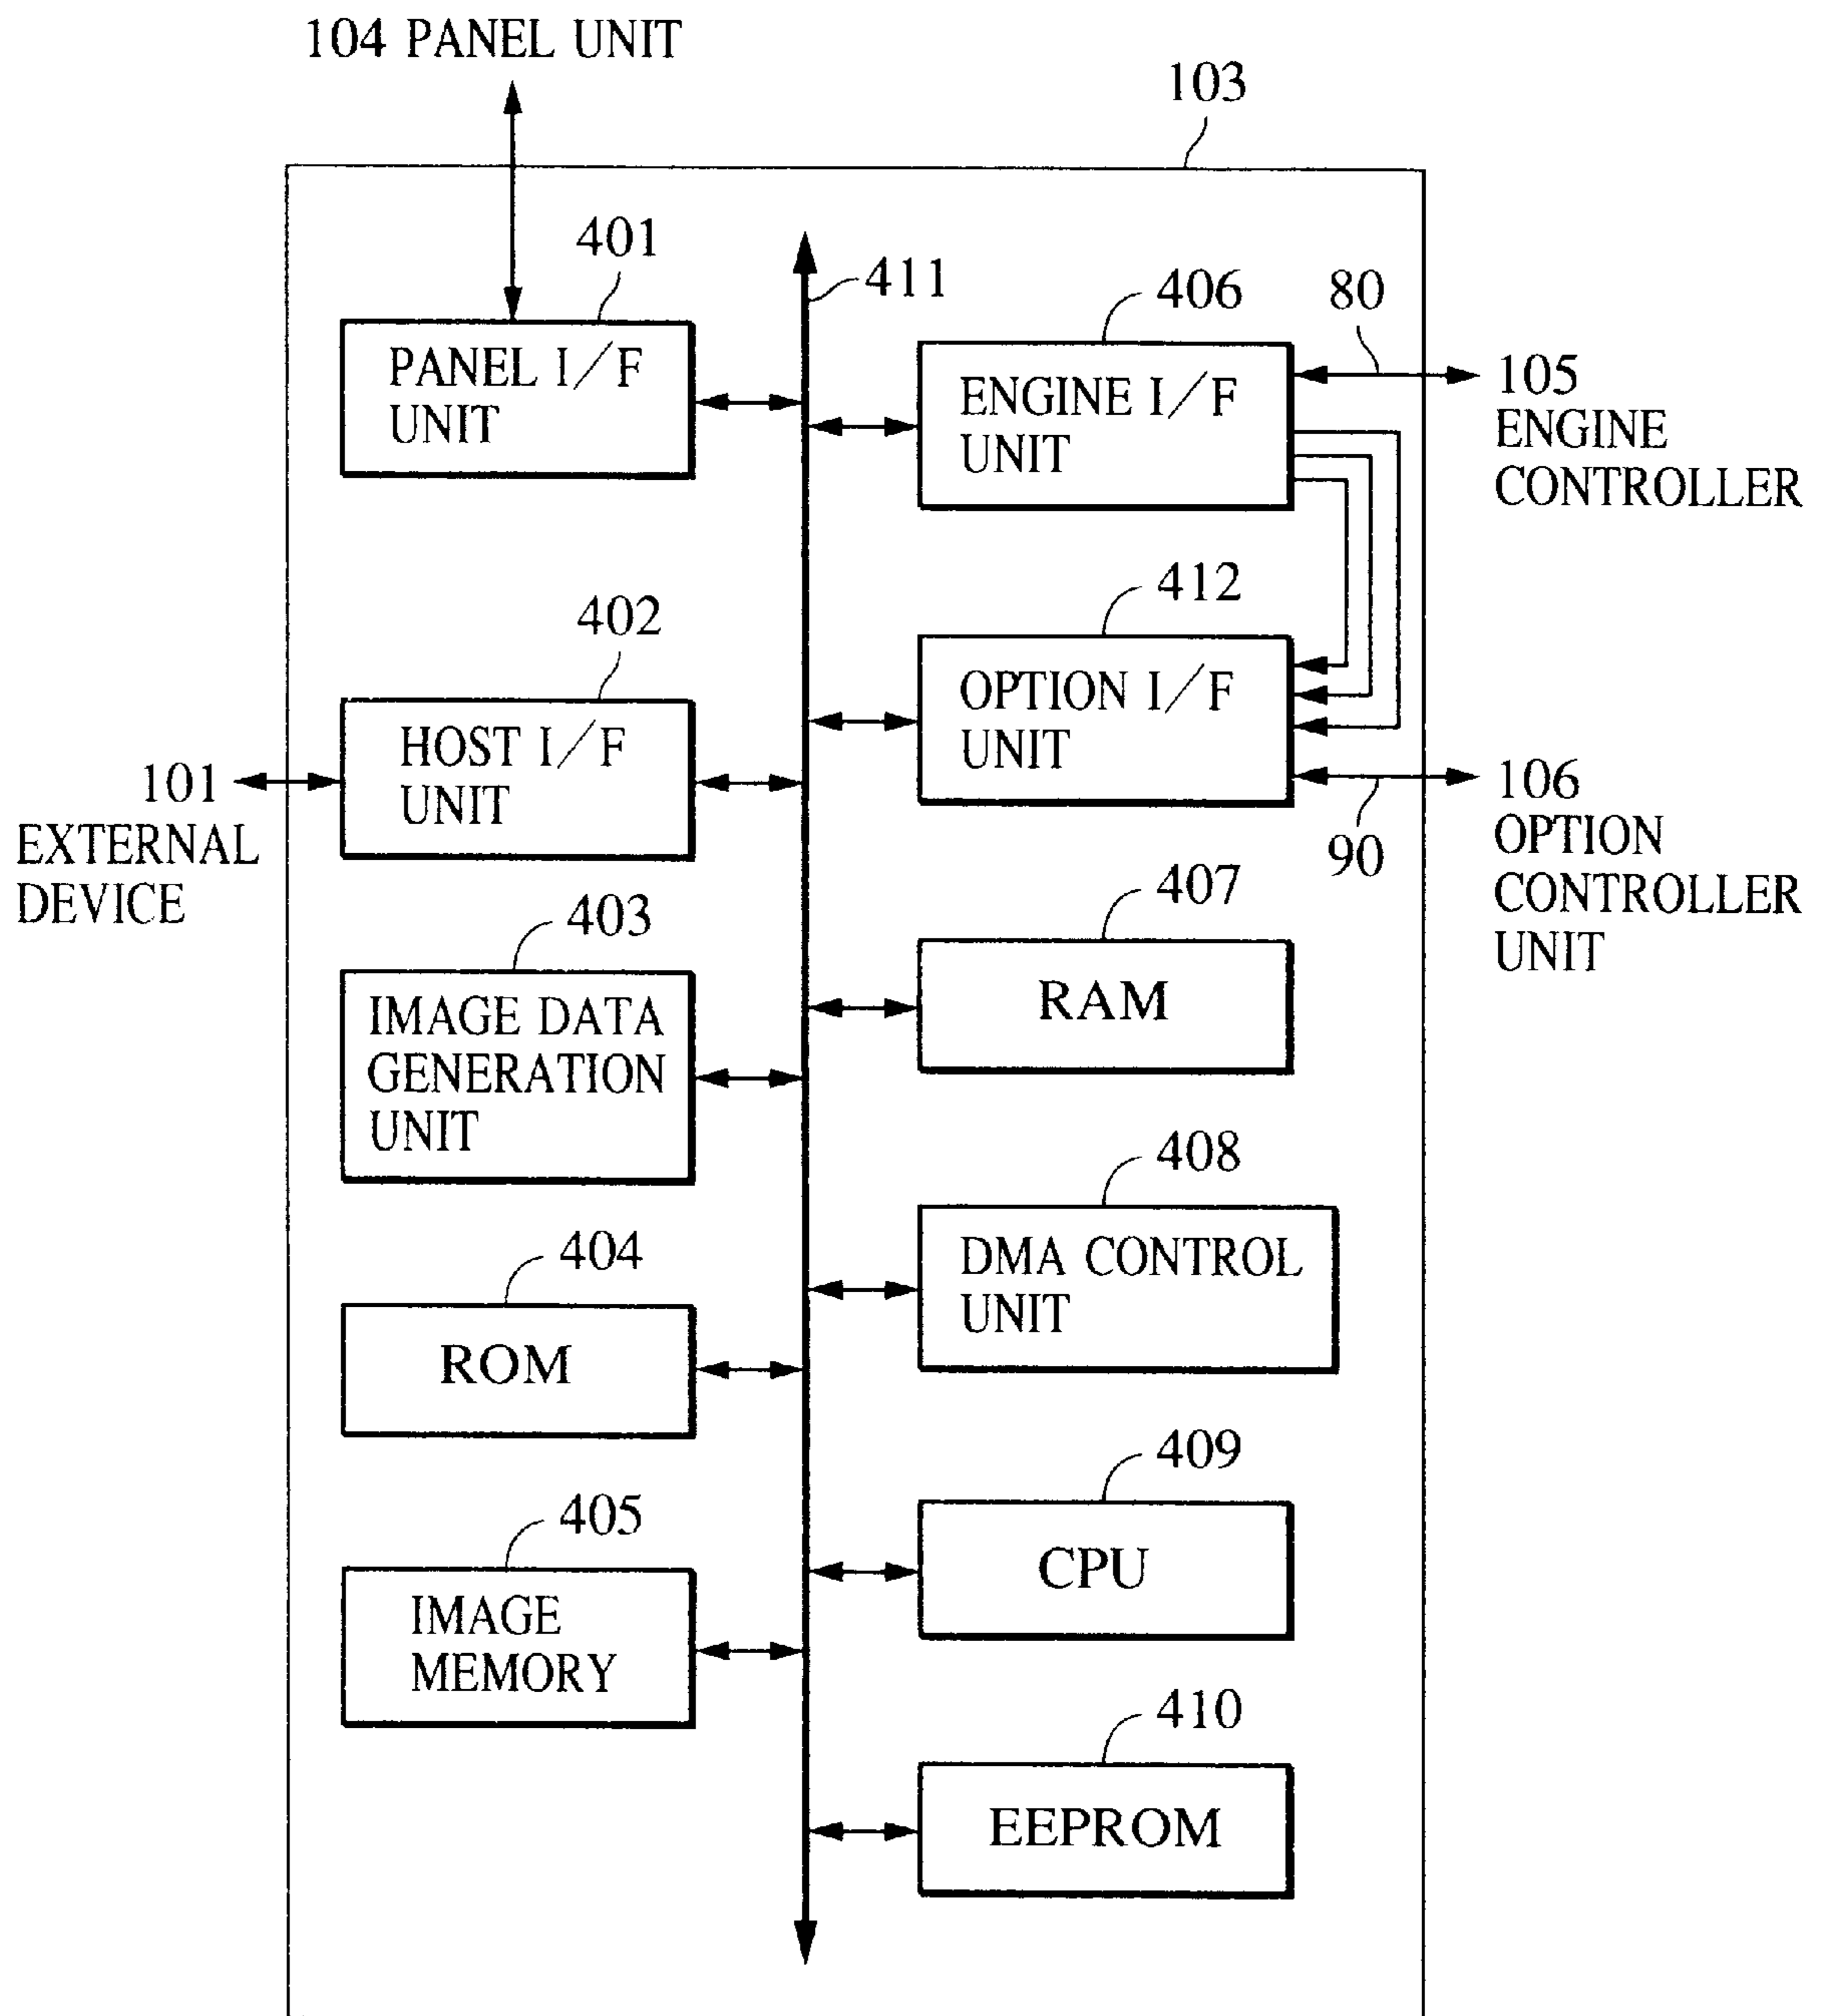 104 PANEL UNIT
103
401
PANEL I/F
UNIT
411
406
ENGINE I/F
UNIT
80
105
ENGINE
CONTROLLER
402
HOST I/F
UNIT
101
EXTERNAL
DEVICE
412
OPTION I/F
UNIT
90
106
OPTION
CONTROLLER
UNIT
403
IMAGE DATA
GENERATION
UNIT
407
RAM
404
ROM
408
DMA CONTROL
UNIT
405
IMAGE
MEMORY
409
CPU
410
EEPROM